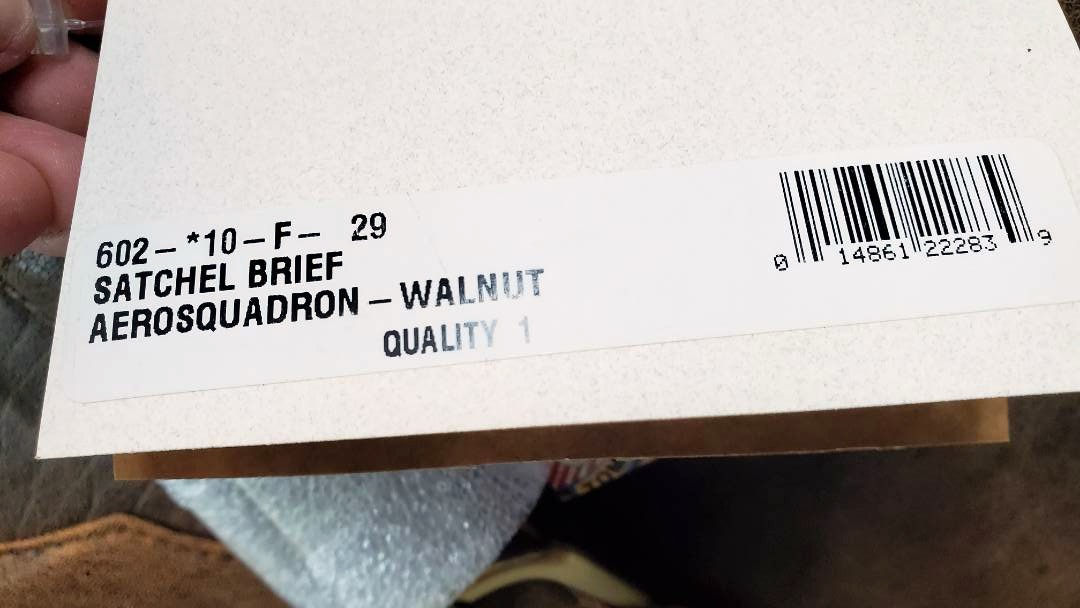 602-*10-F- 29
SATCHEL BRIEF
AEROSQUADRON-WALNUT
QUALITY 1
0 14861 22283 9